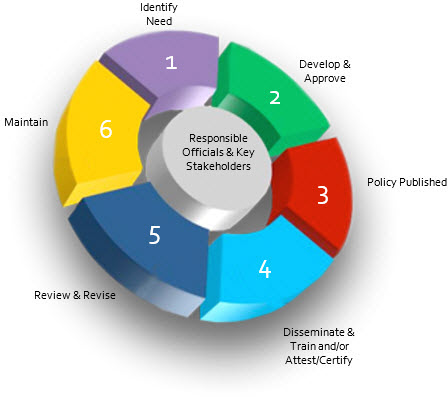 Identify
Need
1
Develop &
Approve
2
Policy Published
3
Disseminate &
Train and/or
Attest/Certify
4
Review & Revise
5
Maintain
6
Responsible
Officials & Key
Stakeholders